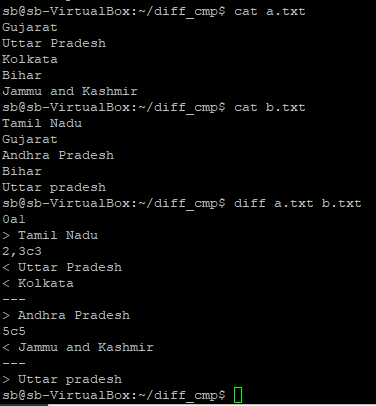 sb@sb-VirtualBox:~/diff_cmp$ cat a.txt
Gujarat
Uttar Pradesh
Kolkata
Bihar
Jammu and Kashmir
sb@sb-VirtualBox:~/diff_cmp$ cat b.txt
Tamil Nadu
Gujarat
Andhra Pradesh
Bihar
Uttar pradesh
sb@sb-VirtualBox:~/diff_cmp$ diff a.txt b.txt
0a1
> Tamil Nadu
2,3c3
< Uttar Pradesh
< Kolkata
---
> Andhra Pradesh
5c5
< Jammu and Kashmir
---
> Uttar pradesh
sb@sb-VirtualBox:~/diff_cmp$